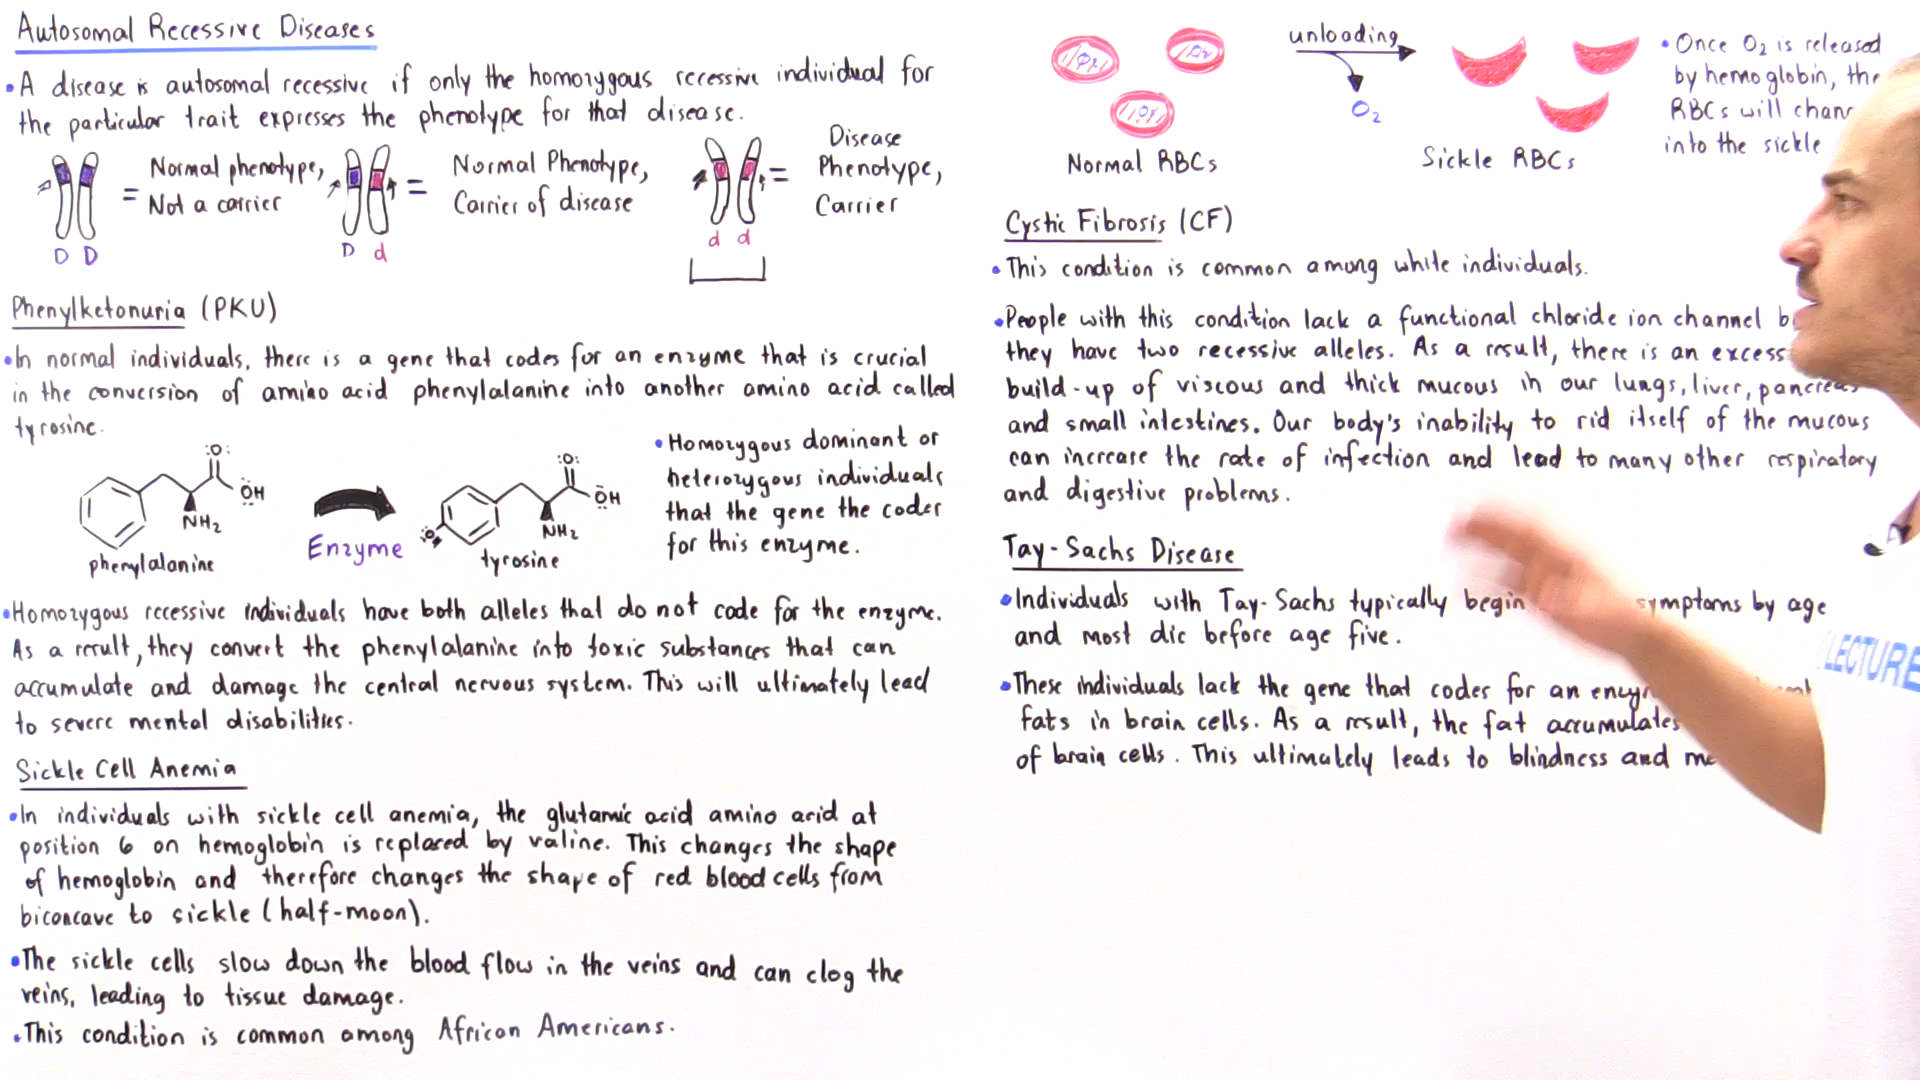 Autosomal Recessive Diseases
• A disease is autosomal recessive if only the homozygous recessive individual for
the particular trait expresses the phenotype for that disease.
= Normal phenotype,
Not a carrier
D D
= Normal Phenotype,
Carrier of disease
D d
= Disease
Phenotype,
Carrier
d d
Phenylketonuria (PKU)
• In normal individuals, there is a gene that codes for an enzyme that is crucial
in the conversion of amino acid phenylalanine into another amino acid called
tyrosine.
:O:
OH
NH2
phenylalanine
Enzyme
:O:
OH
NH2
tyrosine
• Homozygous dominant or
heterozygous individuals
that the gene the codes
for this enzyme.
• Homozygous recessive individuals have both alleles that do not code for the enzyme.
As a result, they convert the phenylalanine into toxic substances that can
accumulate and damage the central nervous system. This will ultimately lead
to severe mental disabilities.
Sickle Cell Anemia
• In individuals with sickle cell anemia, the glutamic acid amino acid at
position 6 on hemoglobin is replaced by valine. This changes the shape
of hemoglobin and therefore changes the shape of red blood cells from
biconcave to sickle (half-moon).
• The sickle cells slow down the blood flow in the veins and can clog the
veins, leading to tissue damage.
• This condition is common among African Americans.
O2 O2
O2
Normal RBCs
unloading
O2
Sickle RBCs
• Once O2 is released
by hemoglobin, the
RBCs will
into the sickle
Cystic Fibrosis (CF)
• This condition is common among white individuals.
• People with this condition lack a functional chloride ion channel
they have two recessive alleles. As a result, there is an excess
build-up of viscous and thick mucous in our lungs, liver, pancreas
and small intestines. Our body's inability to rid itself of the mucous
can increase the rate of infection and lead to many other respiratory
and digestive problems.
Tay-Sachs Disease
• Individuals with Tay-Sachs typically begin symptoms by age
and most die before age five.
• These individuals lack the gene that codes for an
fats in brain cells. As a result, the fat accumulates
of brain cells. This ultimately leads to blindness and
LECTURE